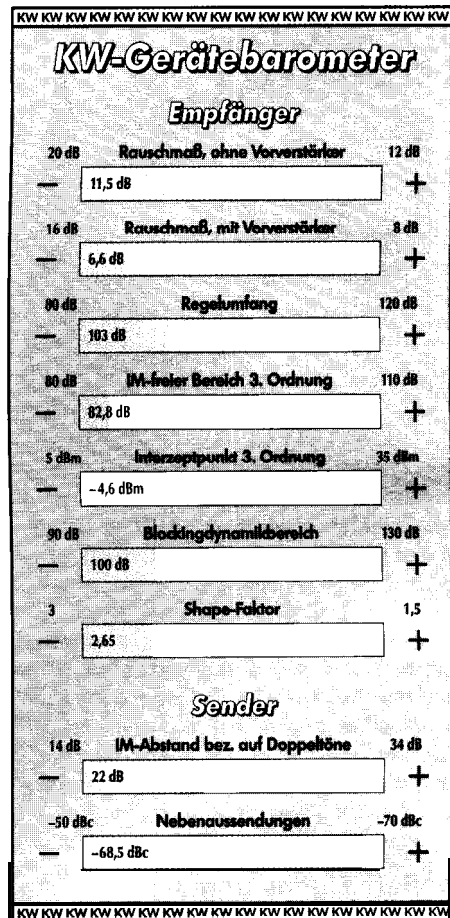 KW KW KW KW KW KW KW KW KW KW KW KW KW KW KW KW KW KW KW
KW-Gerätebarometer
Empfänger
20 dB Rauschmaß, ohne Vorverstärker 12 dB
– 11,5 dB +
16 dB Rauschmaß, mit Vorverstärker 8 dB
– 6,6 dB +
80 dB Regelumfang 120 dB
– 103 dB +
80 dB IM-freier Bereich 3. Ordnung 110 dB
– 82,8 dB +
5 dBm Interzeptpunkt 3. Ordnung 35 dBm
– -4,6 dBm +
90 dB Blockingdynamikbereich 130 dB
– 100 dB +
3 Shape-Faktor 1,5
– 2,65 +
Sender
14 dB IM-Abstand bez. auf Doppeltöne 34 dB
– 22 dB +
-50 dBc Nebenaussendungen -70 dBc
– -68,5 dBc +
KW KW KW KW KW KW KW KW KW KW KW KW KW KW KW KW KW KW KW